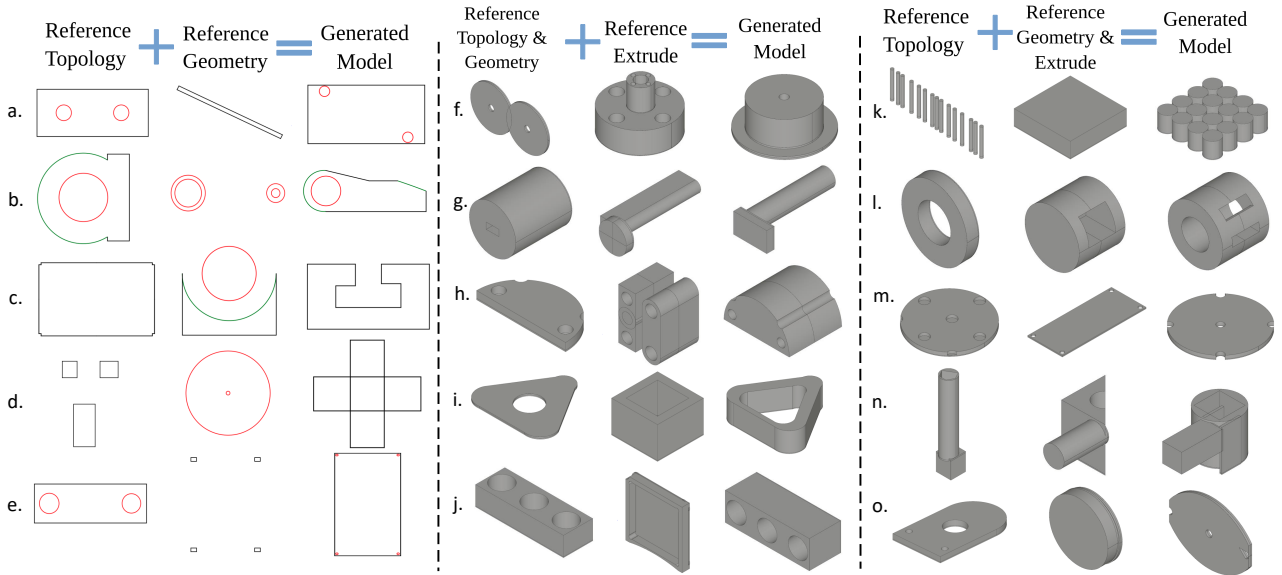 Reference
Topology
+
Reference
Geometry
=
Generated
Model
a.
b.
c.
d.
e.
Reference
Topology &
Geometry
+
Reference
Extrude
=
Generated
Model
f.
g.
h.
i.
j.
Reference
Topology
+
Reference
Geometry &
Extrude
=
Generated
Model
k.
l.
m.
n.
o.